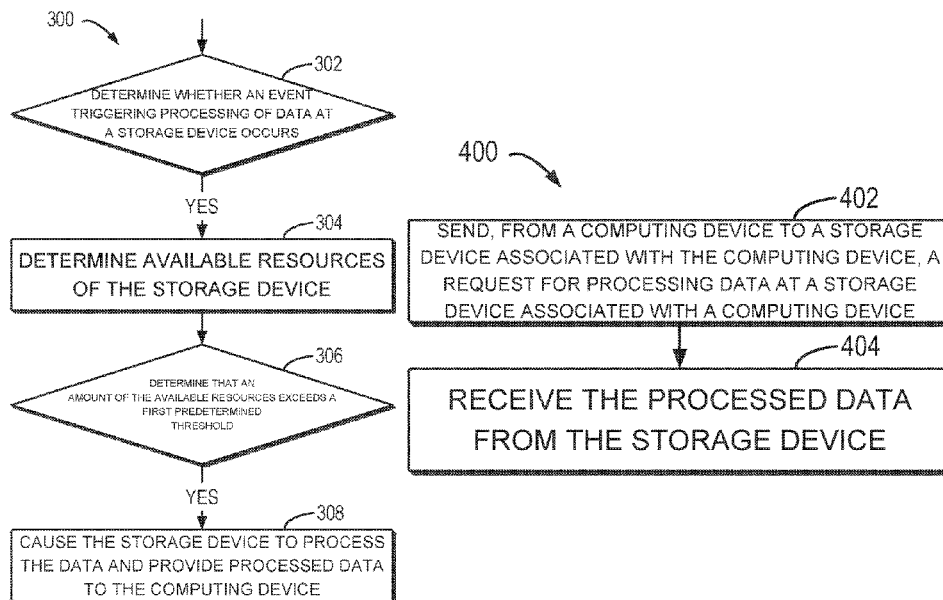 300
302
DETERMINE WHETHER AN EVENT
TRIGGERING PROCESSING OF DATA AT
A STORAGE DEVICE OCCURS
YES
304
DETERMINE AVAILABLE RESOURCES
OF THE STORAGE DEVICE
306
DETERMINE THAT AN
AMOUNT OF THE AVAILABLE RESOURCES EXCEEDS A
FIRST PREDETERMINED
THRESHOLD
YES
308
CAUSE THE STORAGE DEVICE TO PROCESS
THE DATA AND PROVIDE PROCESSED DATA
TO THE COMPUTING DEVICE
400
402
SEND, FROM A COMPUTING DEVICE TO A STORAGE
DEVICE ASSOCIATED WITH THE COMPUTING DEVICE, A
REQUEST FOR PROCESSING DATA AT A STORAGE
DEVICE ASSOCIATED WITH A COMPUTING DEVICE
404
RECEIVE THE PROCESSED DATA
FROM THE STORAGE DEVICE